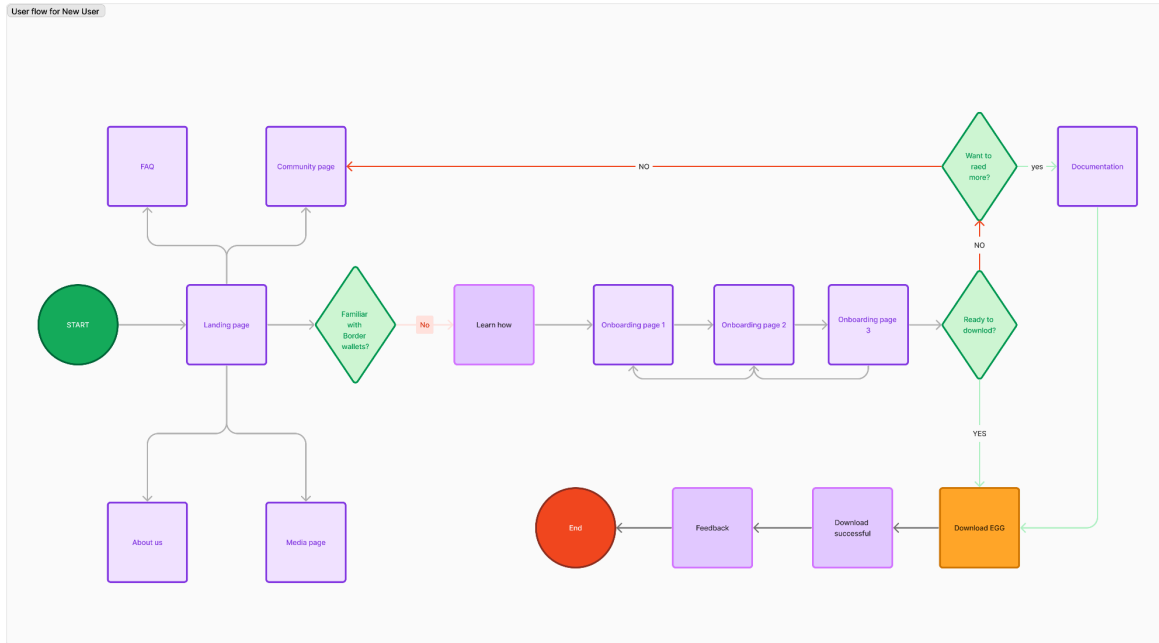 User flow for New User
FAQ
Community page
NO
Want to
raed
more?
yes
Documentation
NO
START
Landing page
Familiar
with
Border
wallets?
No
Learn how
Onboarding page 1
Onboarding page 2
Onboarding page
3
Ready to
downlod?
YES
About us
Media page
End
Feedback
Download
successful
Download EGG